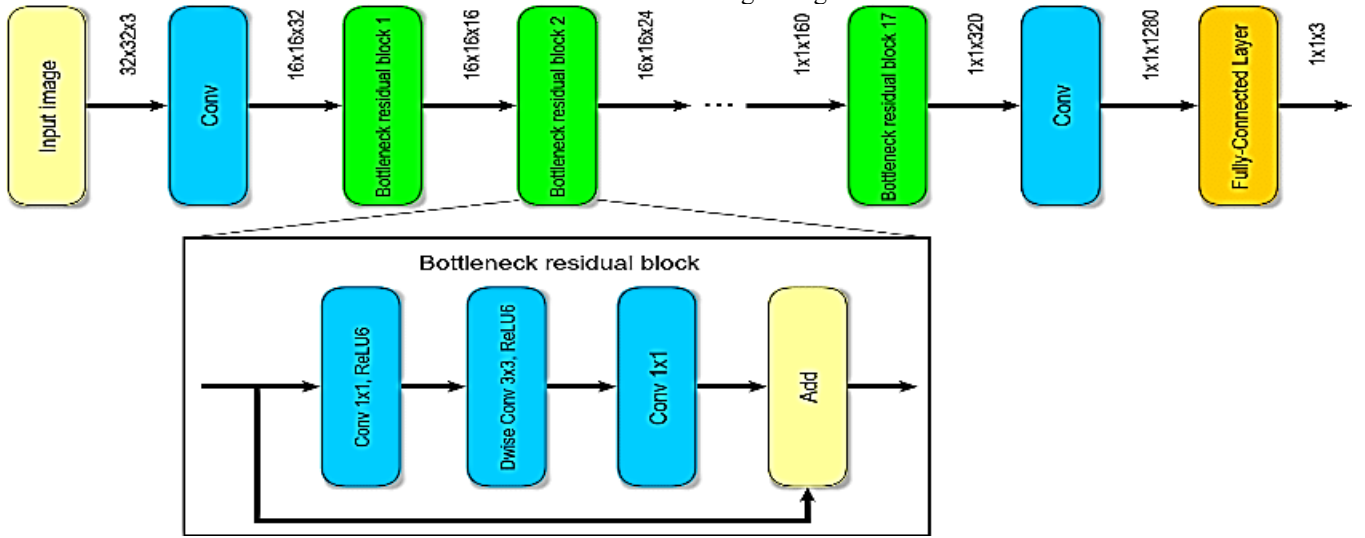 Input image
32x32x3
Conv
16x16x32
Bottleneck residual block 1
16x16x16
Bottleneck residual block 2
16x16x24
...
1x1x160
Bottleneck residual block 17
1x1x320
Conv
1x1x1280
Fully-Connected Layer
1x1x3
Bottleneck residual block
Conv 1x1, ReLU6
Dwise Conv 3x3, ReLU6
Conv 1x1
Add